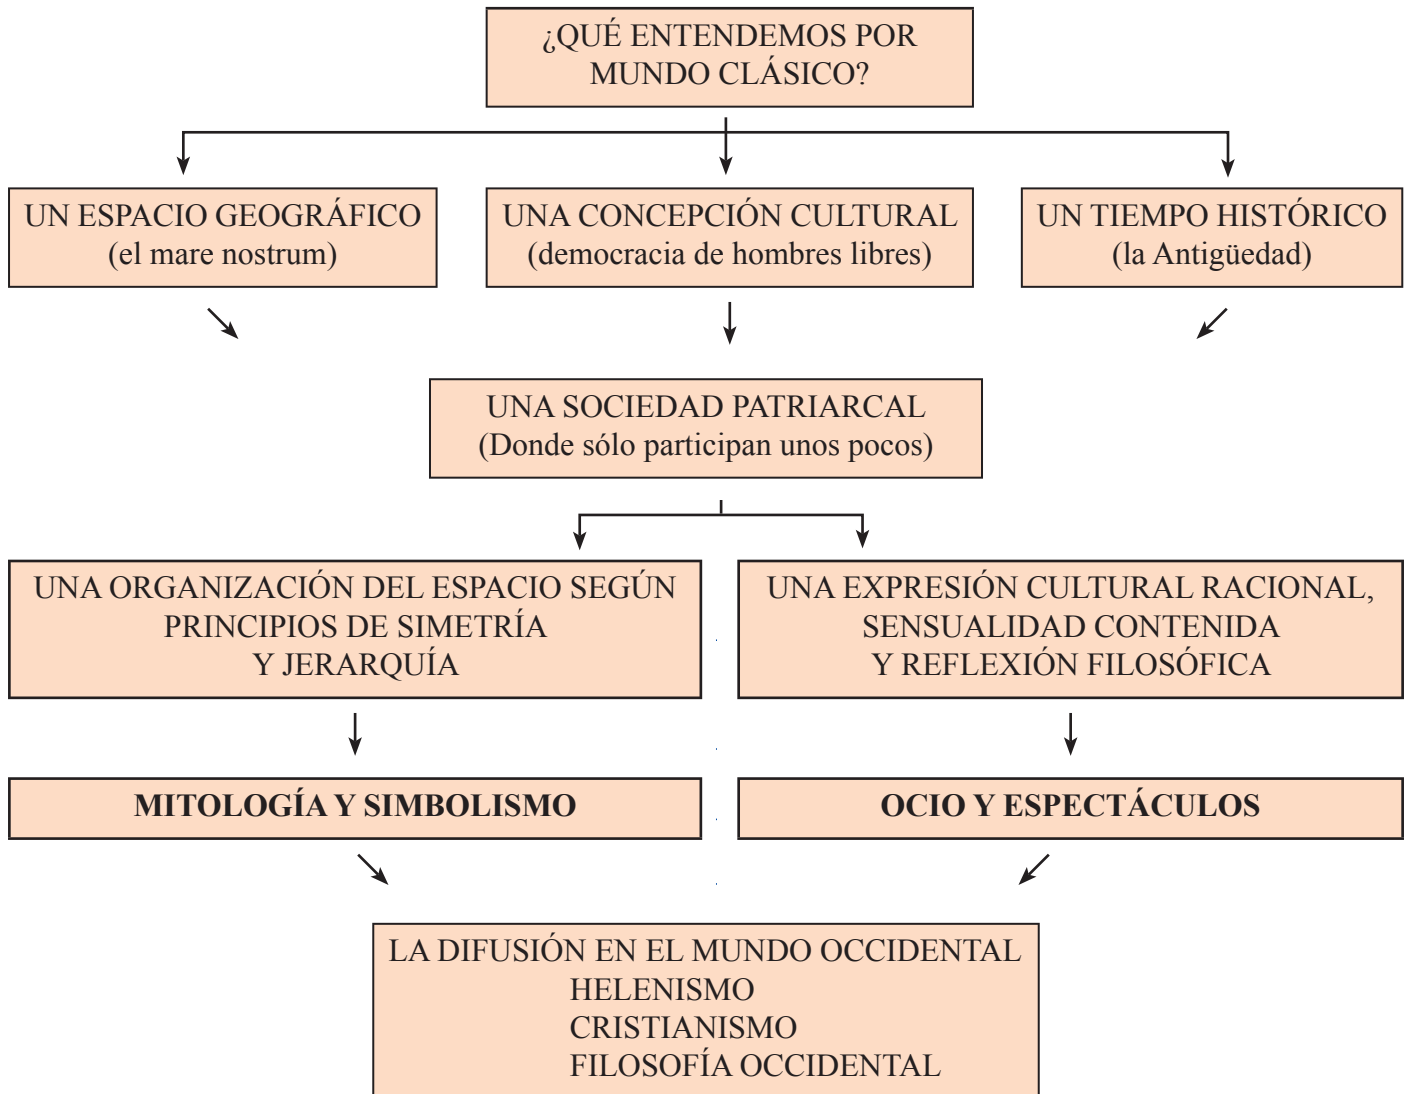 ¿QUÉ ENTENDEMOS POR
MUNDO CLÁSICO?
UN ESPACIO GEOGRÁFICO
(el mare nostrum)
UNA CONCEPCIÓN CULTURAL
(democracia de hombres libres)
UN TIEMPO HISTÓRICO
(la Antigüedad)
UNA SOCIEDAD PATRIARCAL
(Donde sólo participan unos pocos)
UNA ORGANIZACIÓN DEL ESPACIO SEGÚN
PRINCIPIOS DE SIMETRÍA
Y JERARQUÍA
UNA EXPRESIÓN CULTURAL RACIONAL,
SENSUALIDAD CONTENIDA
Y REFLEXIÓN FILOSÓFICA
MITOLOGÍA Y SIMBOLISMO
OCIO Y ESPECTÁCULOS
LA DIFUSIÓN EN EL MUNDO OCCIDENTAL
HELENISMO
CRISTIANISMO
FILOSOFÍA OCCIDENTAL